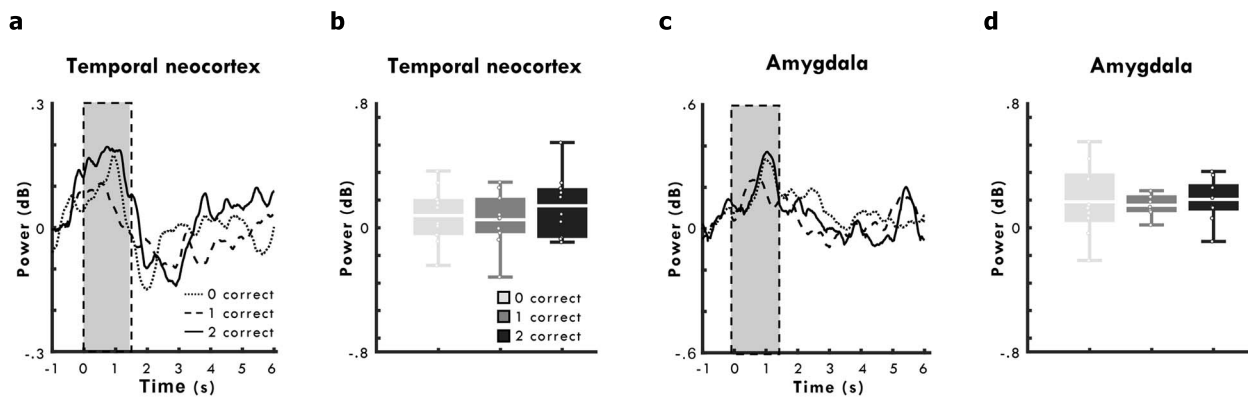 a
Temporal neocortex
.3
0
-.3
Power (dB)
-1 0 1 2 3 4 5 6
Time (s)
0 correct
1 correct
2 correct
b
Temporal neocortex
.8
0
-.8
Power (dB)
0 correct
1 correct
2 correct
c
Amygdala
.6
0
-.6
Power (dB)
-1 0 1 2 3 4 5 6
Time (s)
d
Amygdala
.8
0
-.8
Power (dB)